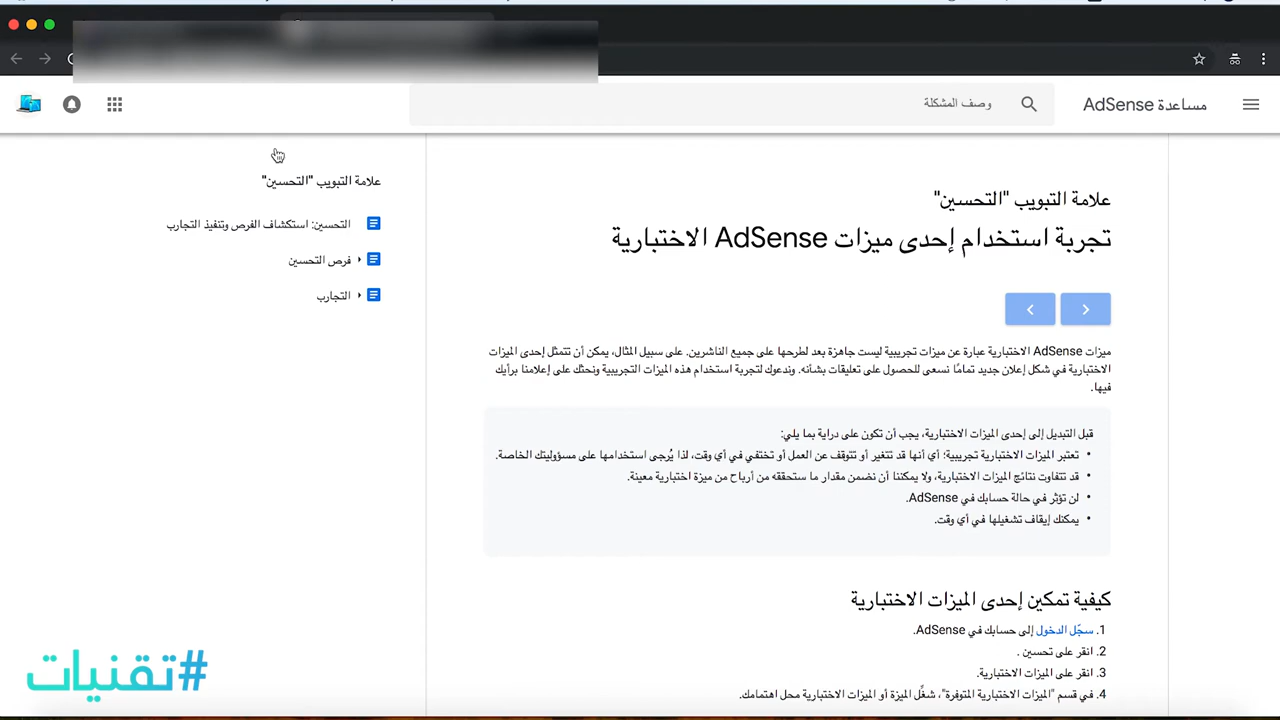 مساعدة AdSense
وصف المشكلة
علامة التبويب "التحسين"
تجربة استخدام إحدى ميزات AdSense الاختبارية
ميزات AdSense الاختبارية عبارة عن ميزات تجريبية ليست جاهزة بعد لطرحها على جميع الناشرين. على سبيل المثال، يمكن أن تتمثل إحدى الميزات
الاختبارية في شكل إعلان جديد تمامًا نسعى للحصول على تعليقات بشأنه. وندعوك لتجربة استخدام هذه الميزات التجريبية ونحثك على إعلامنا برأيك
فيها.
قبل التبديل إلى إحدى الميزات الاختبارية، يجب أن تكون على دراية بما يلي:
• تعتبر الميزات الاختبارية تجريبية؛ أي أنها قد تتغير أو تتوقف عن العمل أو تختفي في أي وقت، لذا يُرجى استخدامها على مسؤوليتك الخاصة.
• قد تتفاوت نتائج الميزات الاختبارية، ولا يمكننا أن نضمن مقدار ما ستحققه من أرباح من ميزة اختبارية معينة.
• لن تؤثر في حالة حسابك في AdSense.
• يمكنك إيقاف تشغيلها في أي وقت.
كيفية تمكين إحدى الميزات الاختبارية
1. سجّل الدخول إلى حسابك في AdSense.
2. انقر على تحسين .
3. انقر على الميزات الاختبارية.
4. في قسم "الميزات الاختبارية المتوفرة"، شغّل الميزة أو الميزات الاختبارية محل اهتمامك.
علامة التبويب "التحسين"
التحسين: استكشاف الفرص وتنفيذ التجارب
فرص التحسين
التجارب
#تقنيات